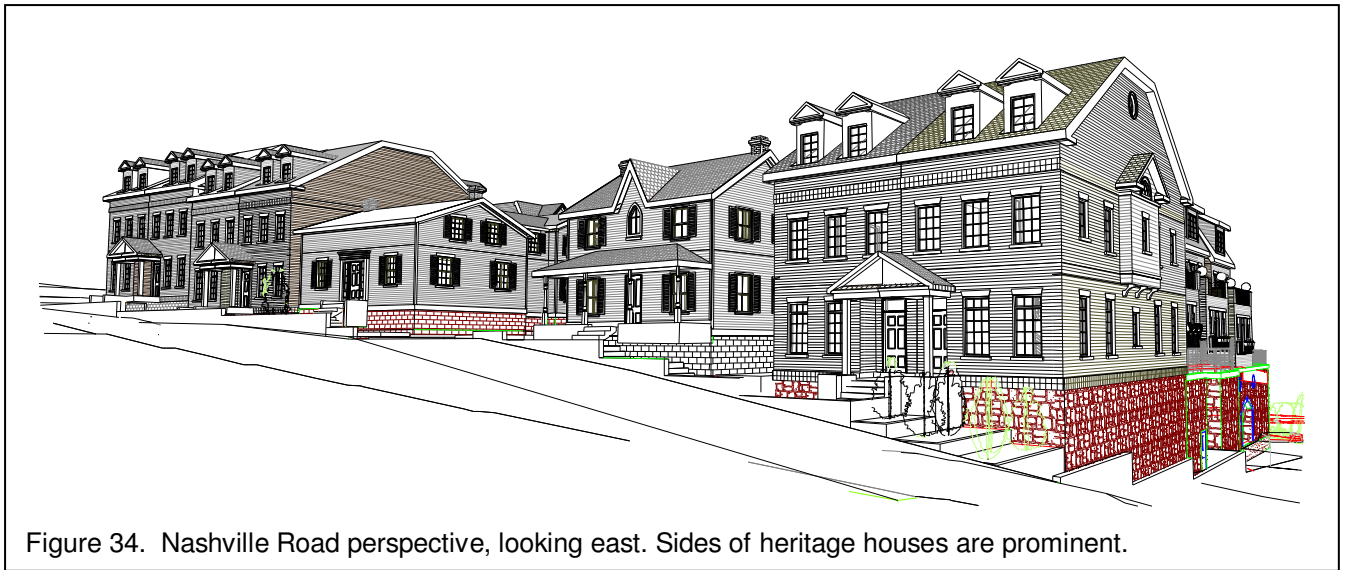 Figure 34. Nashville Road perspective, looking east. Sides of heritage houses are prominent.